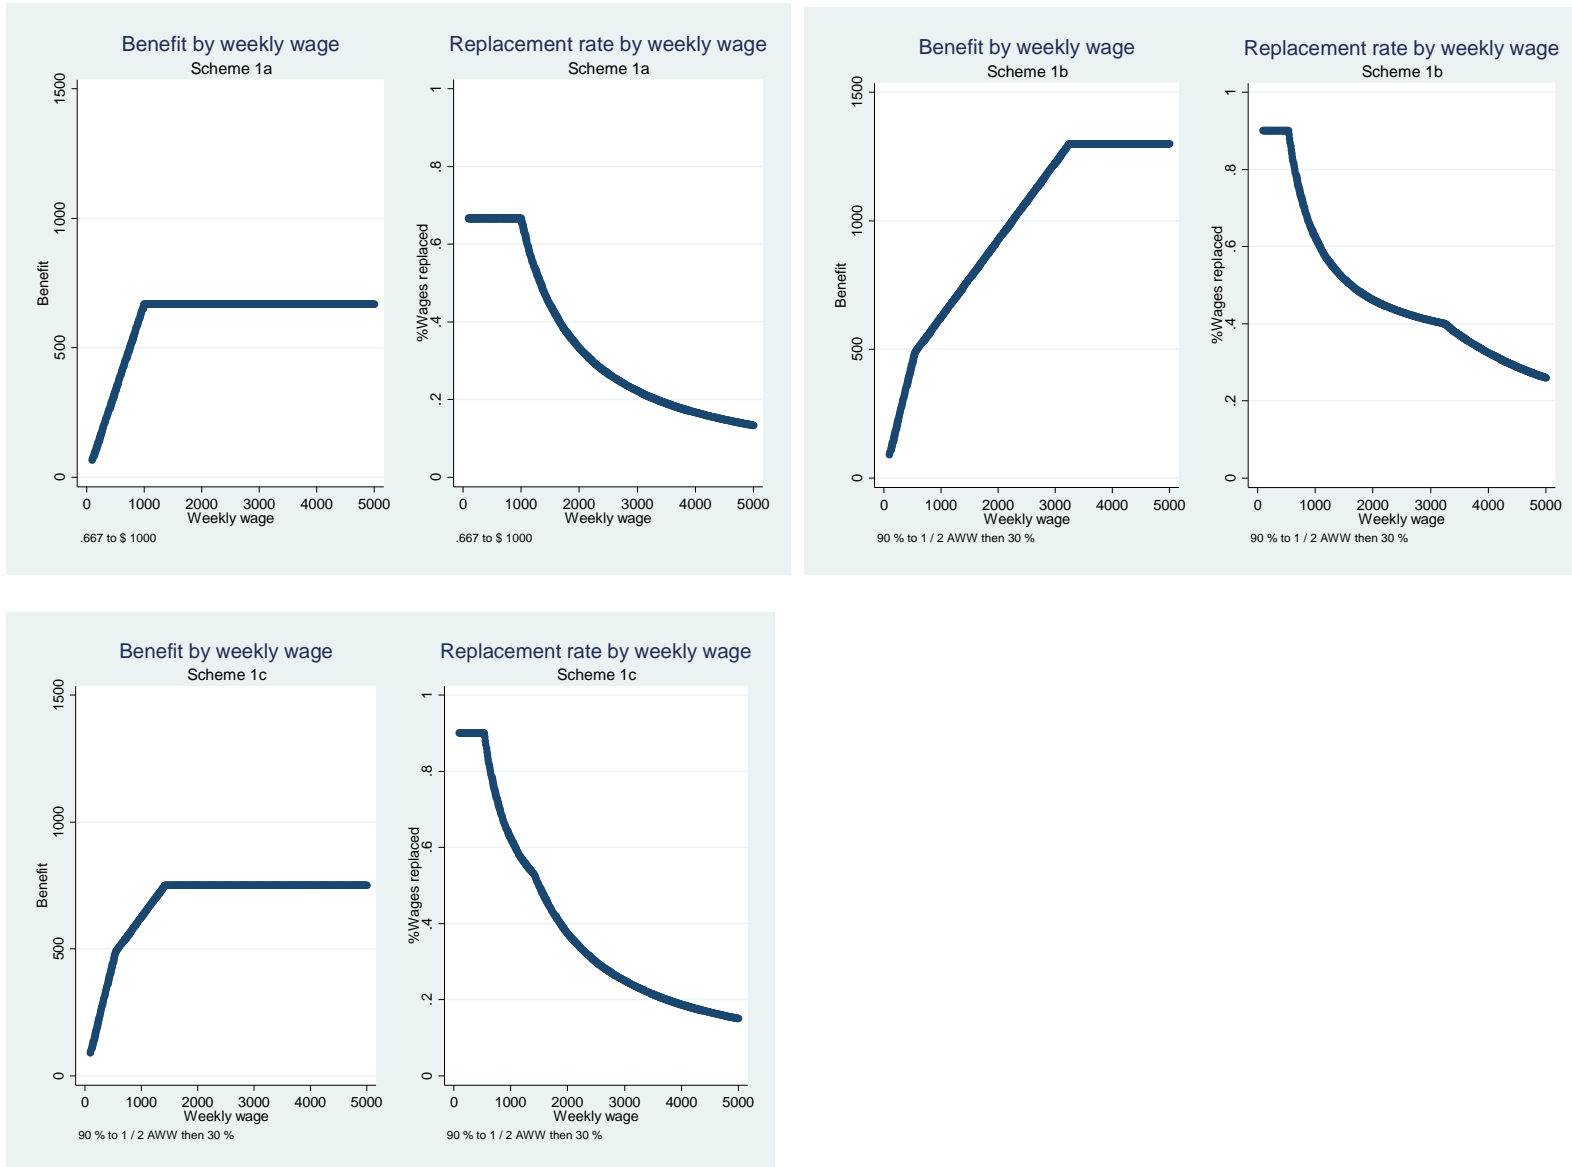 Benefit by weekly wage
Scheme 1a
1500
1000
500
0
Benefit
0 1000 2000 3000 4000 5000
Weekly wage
.667 to $ 1000
Replacement rate by weekly wage
Scheme 1a
1
.8
.6
.4
.2
0
%Wages replaced
0 1000 2000 3000 4000 5000
Weekly wage
.667 to $ 1000
Benefit by weekly wage
Scheme 1b
1500
1000
500
0
Benefit
0 1000 2000 3000 4000 5000
Weekly wage
90 % to 1 / 2 AWW then 30 %
Replacement rate by weekly wage
Scheme 1b
1
.8
.6
.4
.2
0
%Wages replaced
0 1000 2000 3000 4000 5000
Weekly wage
90 % to 1 / 2 AWW then 30 %
Benefit by weekly wage
Scheme 1c
1500
1000
500
0
Benefit
0 1000 2000 3000 4000 5000
Weekly wage
90 % to 1 / 2 AWW then 30 %
Replacement rate by weekly wage
Scheme 1c
1
.8
.6
.4
.2
0
%Wages replaced
0 1000 2000 3000 4000 5000
Weekly wage
90 % to 1 / 2 AWW then 30 %